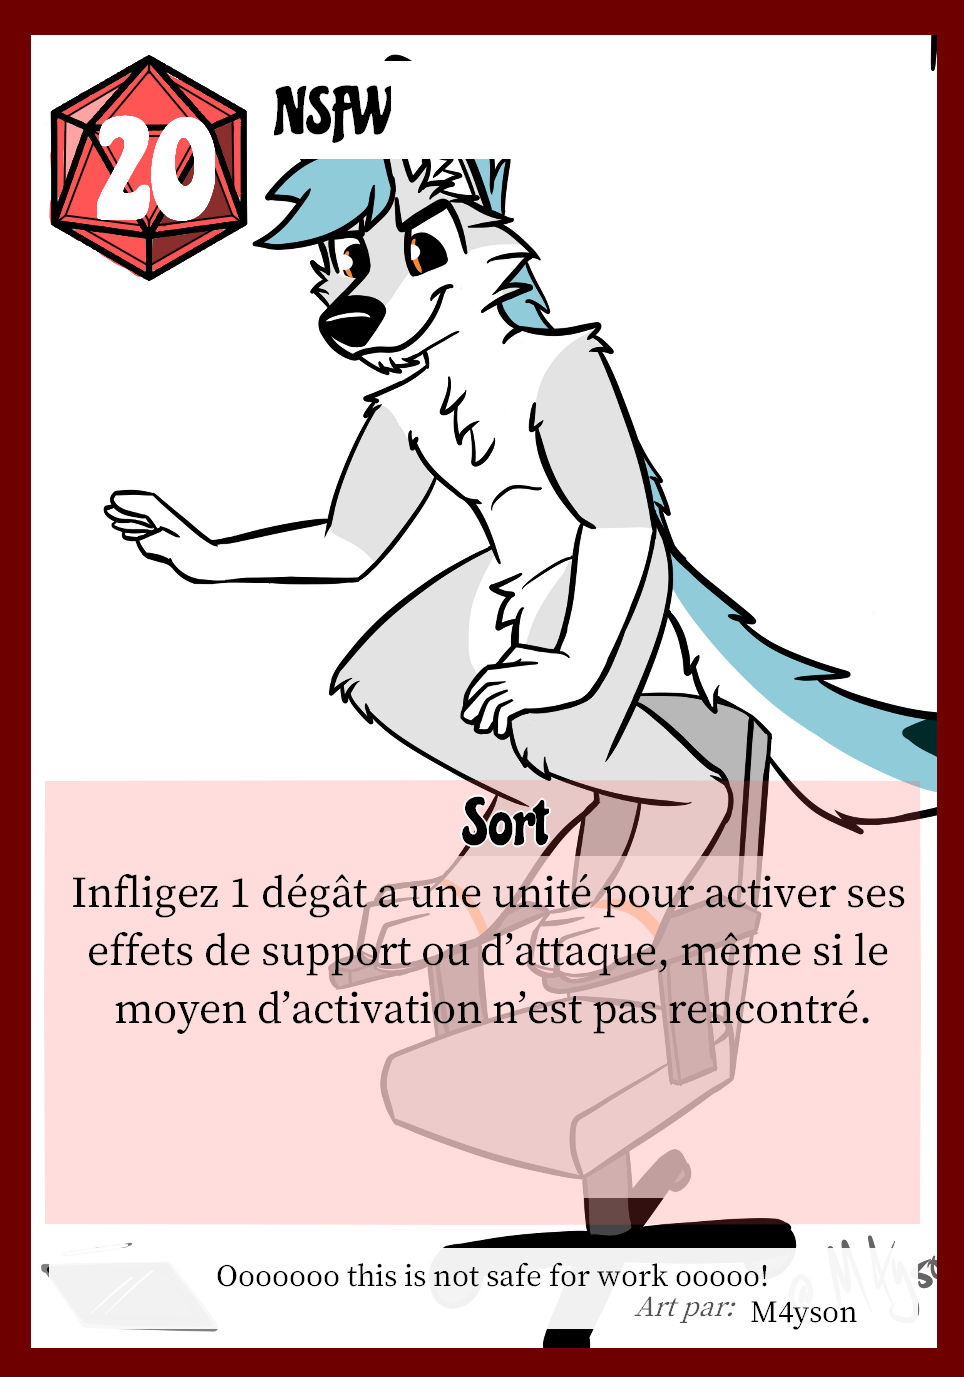 20
NSFW
Sort
Infligez 1 dégât a une unité pour activer ses
effets de support ou d’attaque, même si le
moyen d’activation n’est pas rencontré.
Ooooooo this is not safe for work ooooo!
Art par: M4yson